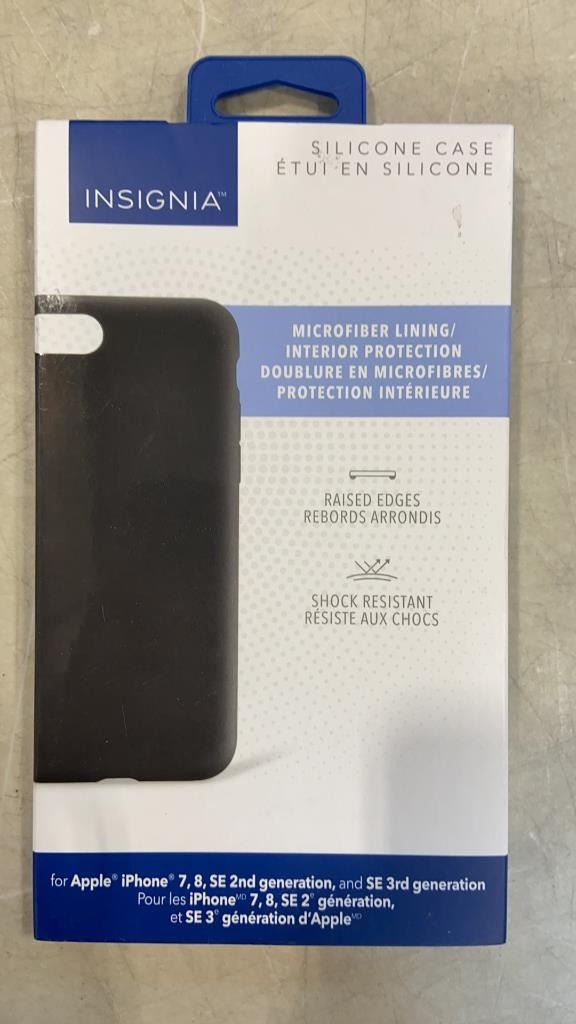 INSIGNIA™
SILICONE CASE
ÉTUI EN SILICONE
MICROFIBER LINING/
INTERIOR PROTECTION
DOUBLURE EN MICROFIBRES/
PROTECTION INTÉRIEURE
RAISED EDGES
REBORDS ARRONDIS
SHOCK RESISTANT
RÉSISTE AUX CHOCS
for Apple® iPhone® 7, 8, SE 2nd generation, and SE 3rd generation
Pour les iPhoneᴹᴰ 7, 8, SE 2ᵉ génération,
et SE 3ᵉ génération d'Appleᴹᴰ